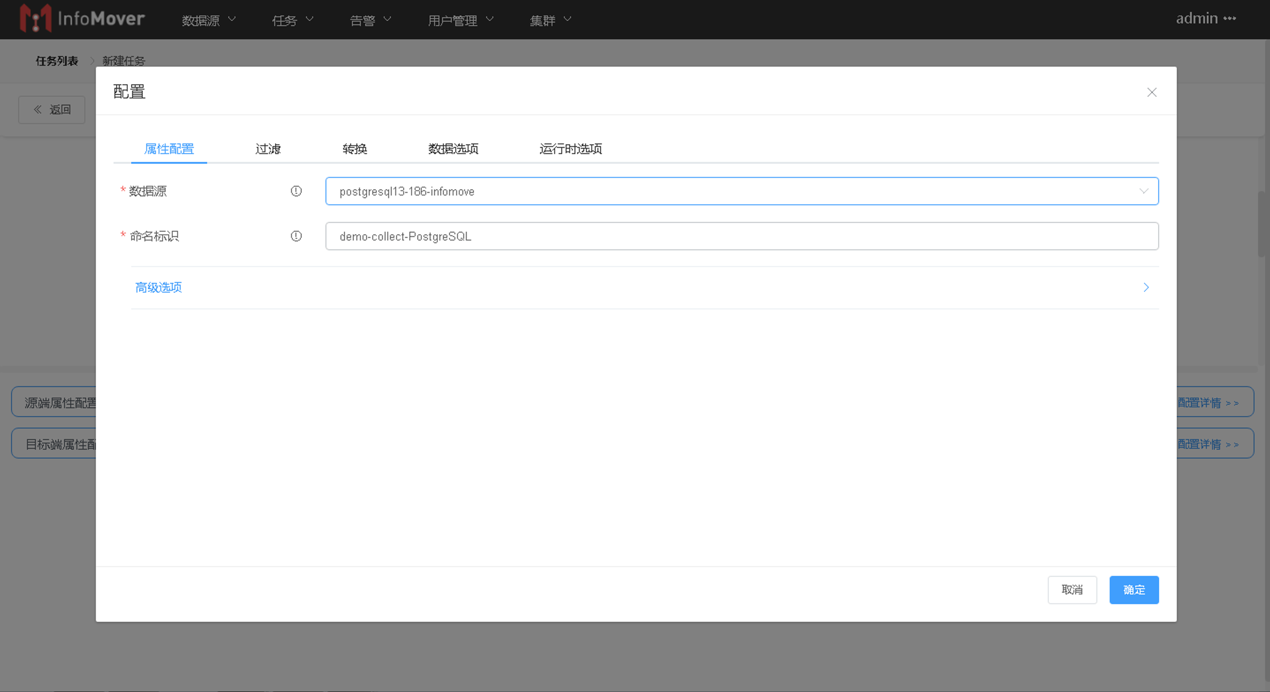 InfoMover 数据源 任务 告警 用户管理 集群 admin
任务列表 新建任务
配置
返回
属性配置 过滤 转换 数据选项 运行时选项
* 数据源 postgresql13-186-infomove
* 命名标识 demo-collect-PostgreSQL
高级选项
源端属性配置 配置详情 >>
目标端属性配 配置详情 >>
取消 确定